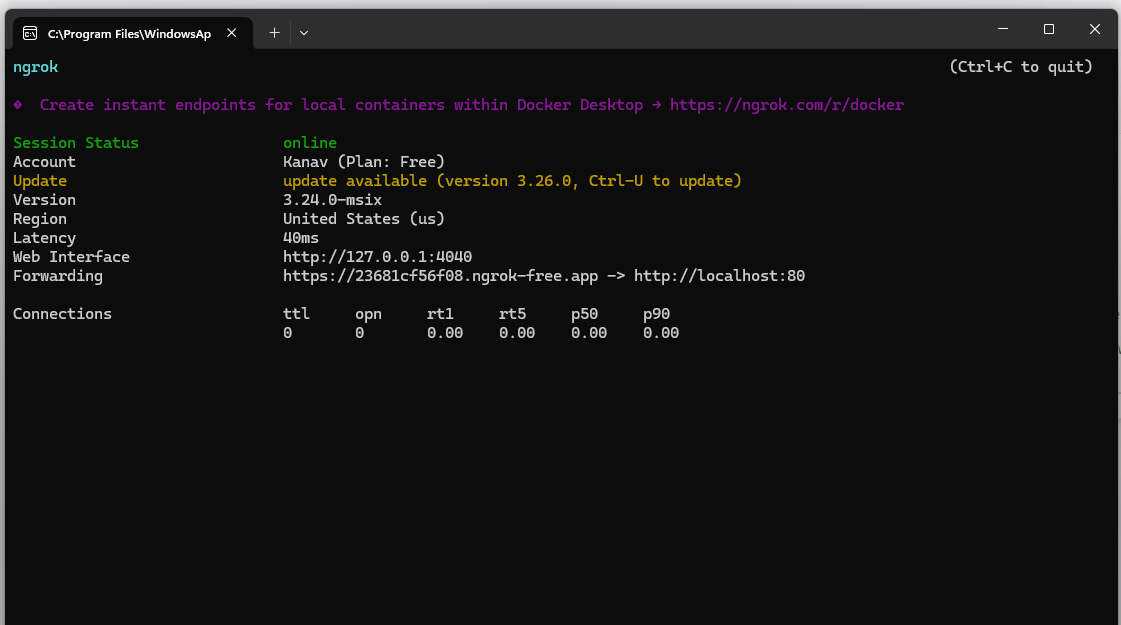 C:\Program Files\WindowsAp
ngrok (Ctrl+C to quit)
� Create instant endpoints for local containers within Docker Desktop → https://ngrok.com/r/docker
Session Status online
Account Kanav (Plan: Free)
Update update available (version 3.26.0, Ctrl-U to update)
Version 3.24.0-msix
Region United States (us)
Latency 40ms
Web Interface http://127.0.0.1:4040
Forwarding https://23681cf56f08.ngrok-free.app -> http://localhost:80
Connections ttl opn rt1 rt5 p50 p90
0 0 0.00 0.00 0.00 0.00